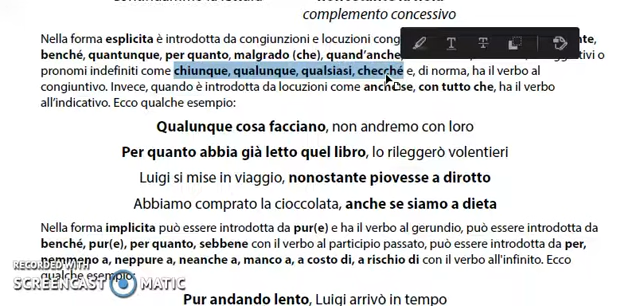 nonostante
complemento concessivo
Nella forma esplicita è introdotta da congiunzioni e locuzioni
benché, quantunque, per quanto, malgrado (che), quand'anche, o
pronomi indefiniti come chiunque, qualunque, qualsiasi, checché e, di norma, ha il verbo al
congiuntivo. Invece, quando è introdotta da locuzioni come anche se, con tutto che, ha il verbo
all'indicativo. Ecco qualche esempio:
Qualunque cosa facciano, non andremo con loro
Per quanto abbia già letto quel libro, lo rileggerò volentieri
Luigi si mise in viaggio, nonostante piovesse a dirotto
Abbiamo comprato la cioccolata, anche se siamo a dieta
Nella forma implicita può essere introdotta da pur(e) e ha il verbo al gerundio, può essere introdotta da
benché, pur(e), per quanto, sebbene con il verbo al participio passato, può essere introdotta da per,
nemmeno a, neppure a, neanche a, manco a, a costo di, a rischio di con il verbo all'infinito. Ecco
qualche esempio:
RECORDED WITH
SCREENCAST MATIC
Pur andando lento, Luigi arrivò in tempo